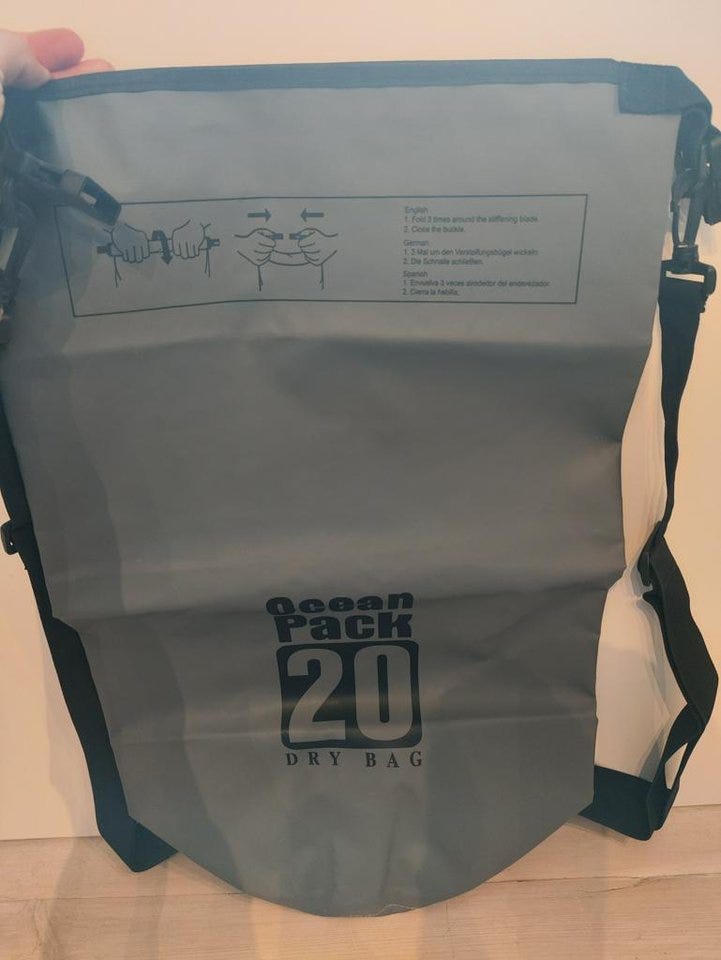 English
1. Fold 3 times around the stiffening blade.
2. Close the buckle.
German
1. 3 Mal um den Versteifungsbügel wickeln
2. Die Schnalle schließen.
Spanish
1. Envuelva 3 veces alrededor del enderezador.
2. Cierra la hebilla.
Ocean
Pack
20
DRY BAG